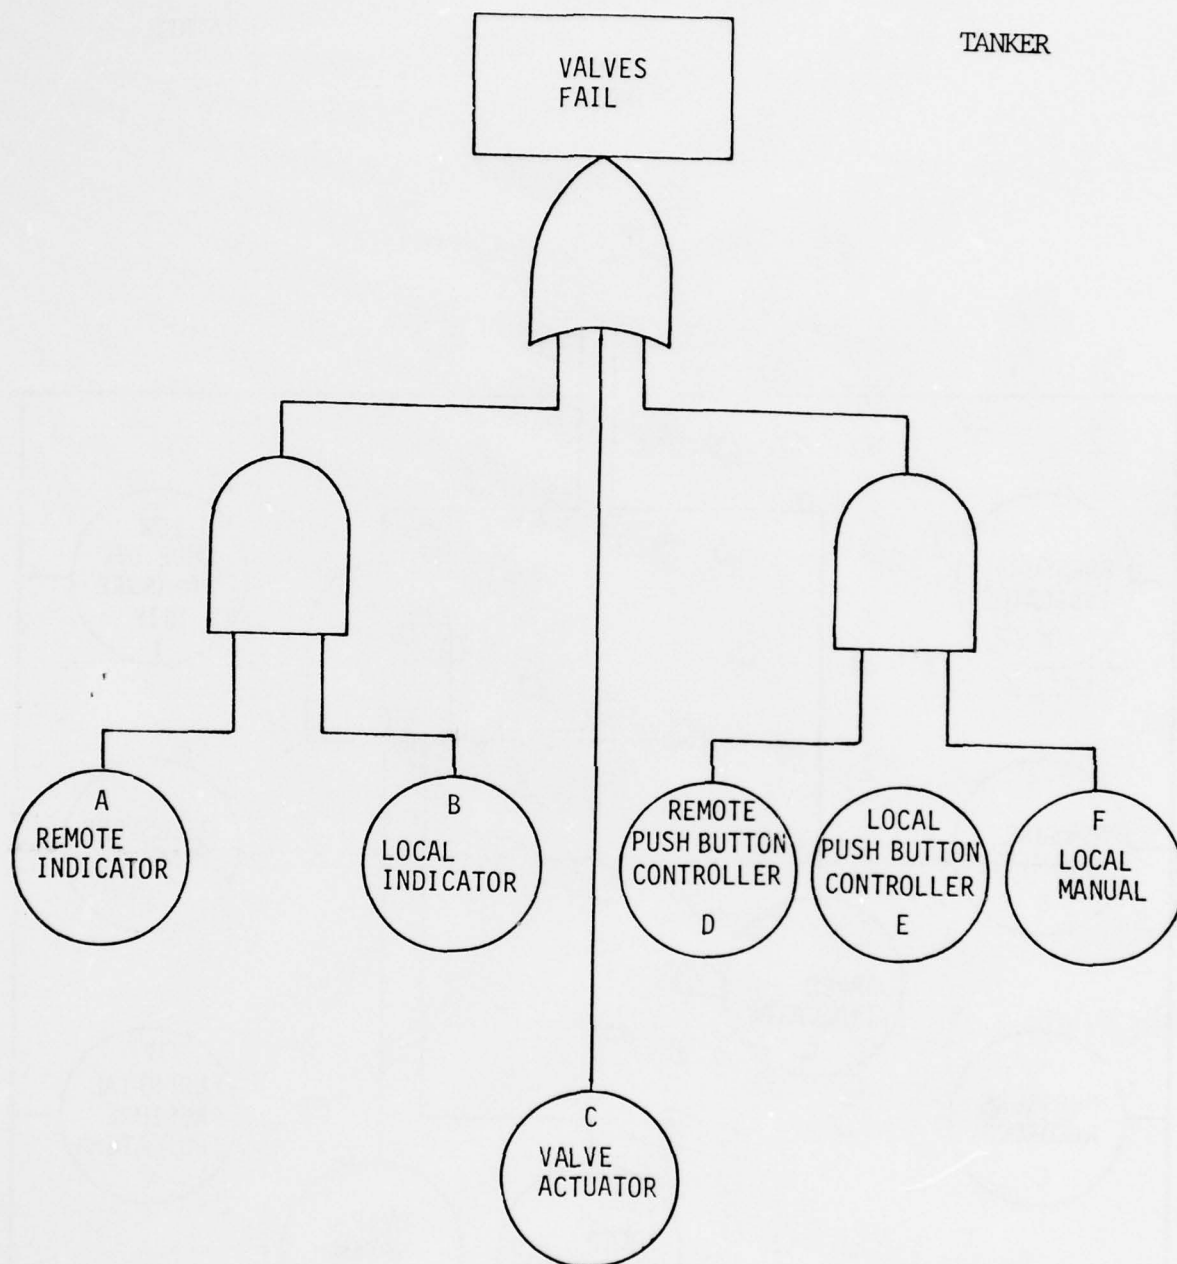 TANKER
VALVES
FAIL
A
REMOTE
INDICATOR
B
LOCAL
INDICATOR
REMOTE
PUSH BUTTON
CONTROLLER
D
LOCAL
PUSH BUTTON
CONTROLLER
E
F
LOCAL
MANUAL
C
VALVE
ACTUATOR